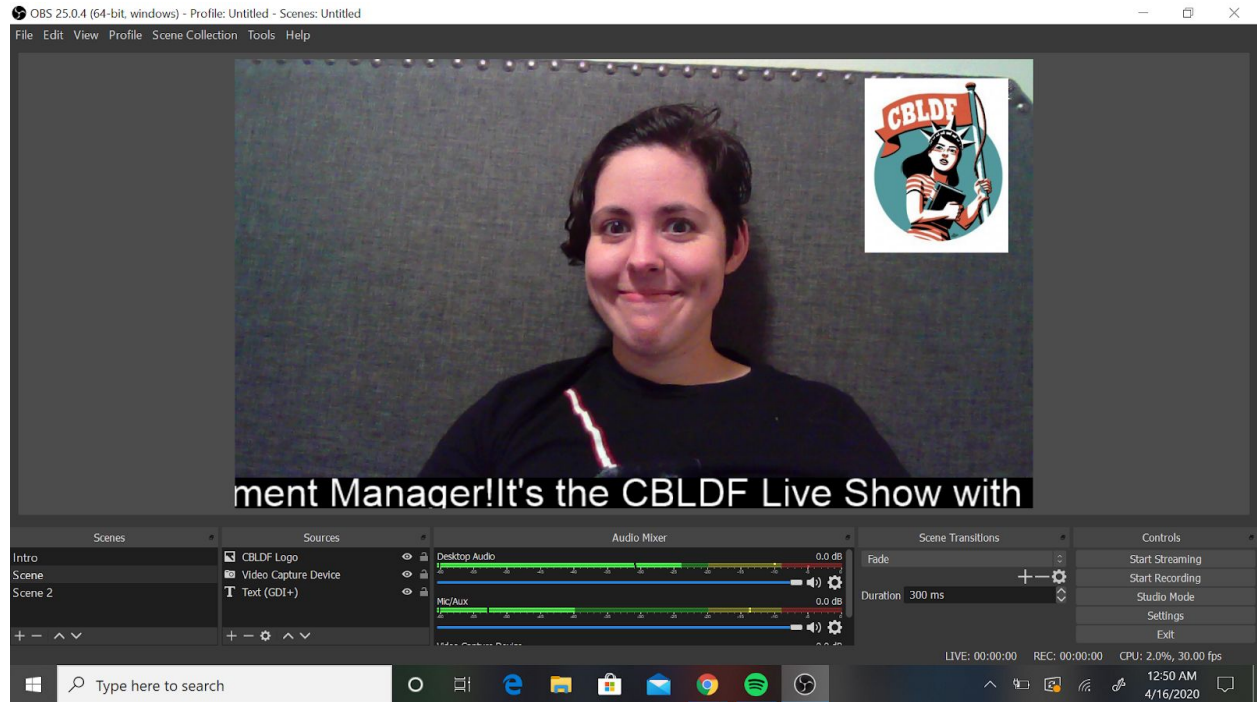 OBS 25.0.4 (64-bit, windows) - Profile: Untitled - Scenes: Untitled
File Edit View Profile Scene Collection Tools Help
CBLDF
ment Manager!It's the CBLDF Live Show with
Scenes
Intro
Scene
Scene 2
Sources
CBLDF Logo
Video Capture Device
T Text (GDI+)
Audio Mixer
Desktop Audio 0.0 dB
Mic/Aux 0.0 dB
Scene Transitions
Fade
Duration 300 ms
Controls
Start Streaming
Start Recording
Studio Mode
Settings
Exit
LIVE: 00:00:00 REC: 00:00:00 CPU: 2.0%, 30.00 fps
Type here to search
12:50 AM
4/16/2020